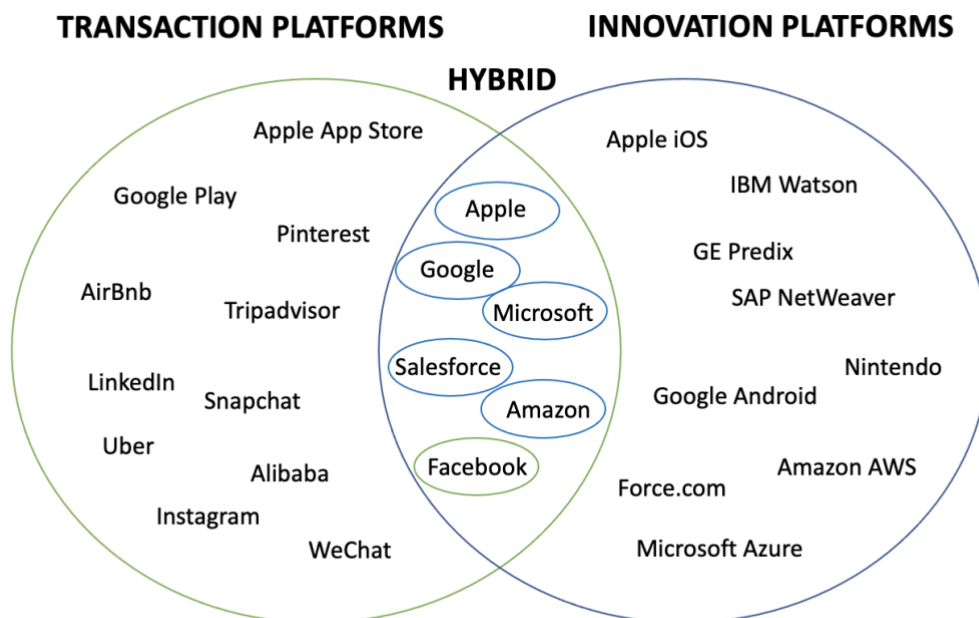 TRANSACTION PLATFORMS
INNOVATION PLATFORMS
HYBRID
Apple App Store
Google Play
Pinterest
AirBnb
Tripadvisor
LinkedIn
Snapchat
Uber
Alibaba
Instagram
WeChat
Apple
Google
Microsoft
Salesforce
Amazon
Facebook
Apple iOS
IBM Watson
GE Predix
SAP NetWeaver
Nintendo
Google Android
Amazon AWS
Force.com
Microsoft Azure